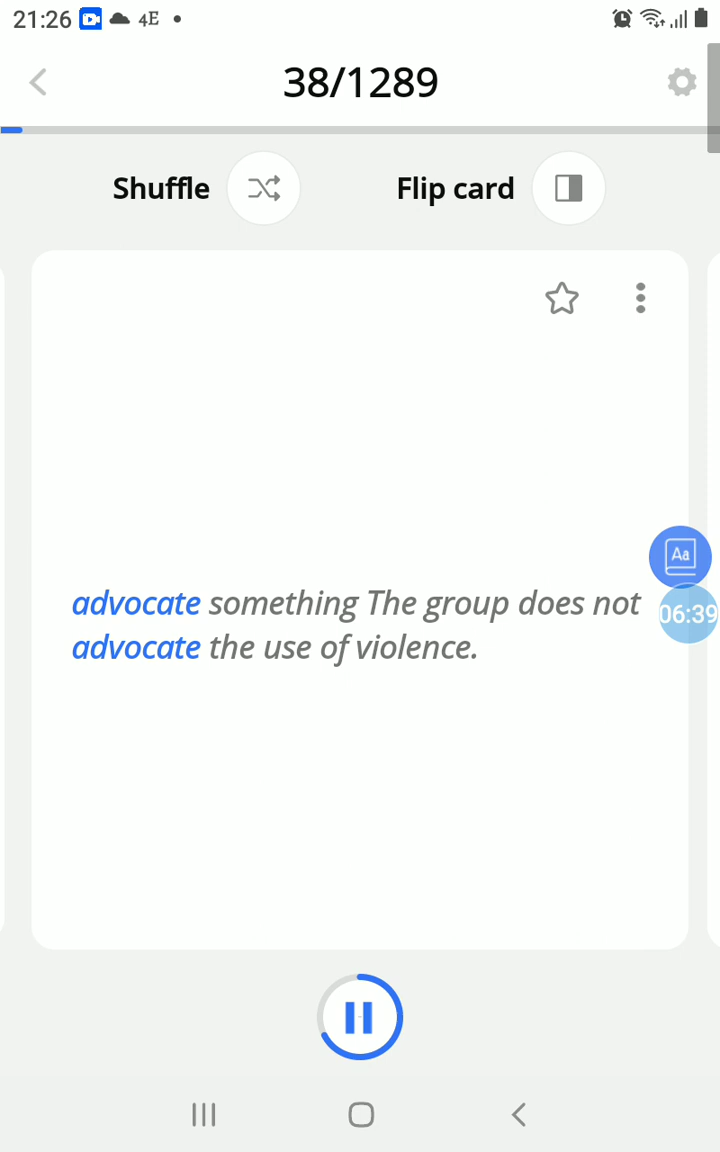 21:26 4E
38/1289
Shuffle Flip card
Aa
advocate something The group does not
06:39
advocate the use of violence.